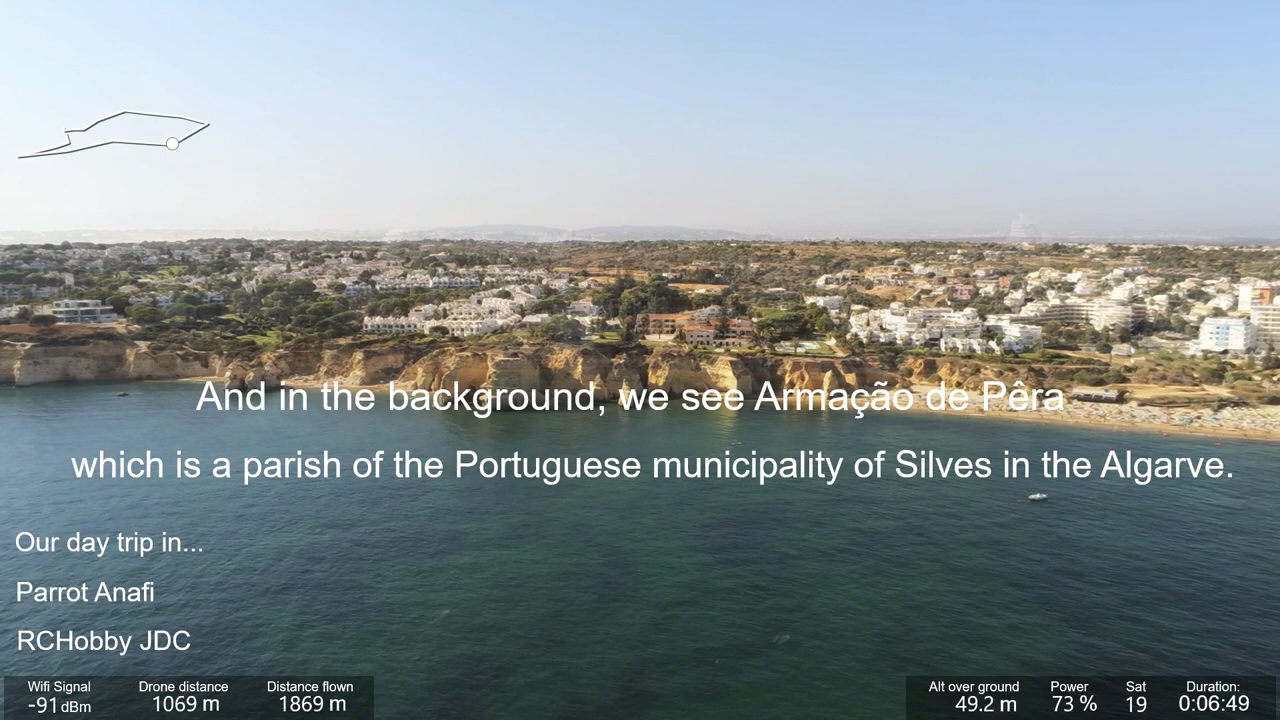 And in the background, we see Armação de Pêra
which is a parish of the Portuguese municipality of Silves in the Algarve.
Our day trip in...
Parrot Anafi
RCHobby JDC
Wifi Signal Drone distance Distance flown
-91 dBm 1069 m 1869 m
Alt over ground Power Sat Duration:
49.2 m 73 % 19 0:06:49